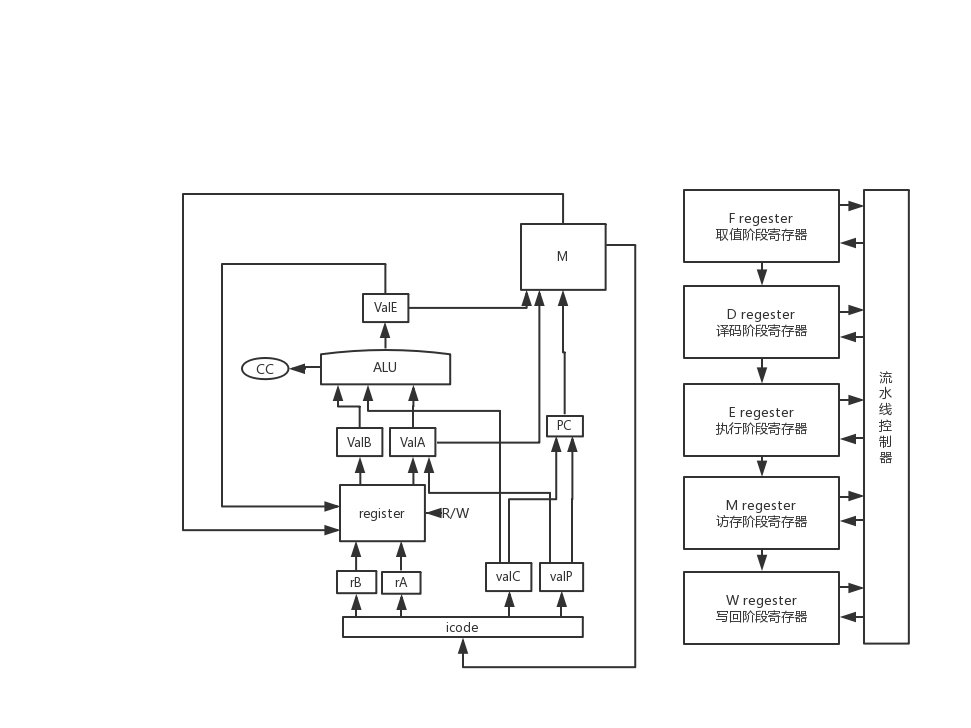 M
ValE
ALU
CC
PC
ValB
ValA
register
R/W
rB
rA
valC
valP
icode
F regester
取值阶段寄存器
D regester
译码阶段寄存器
E regester
执行阶段寄存器
M regester
访存阶段寄存器
W regester
写回阶段寄存器
流
水
线
控
制
器